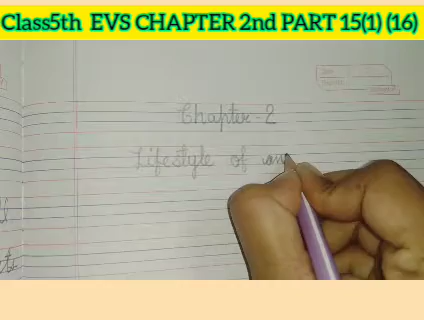 Class5th EVS CHAPTER 2nd PART 15(1) (16)
Chapter-2
Lifestyle of